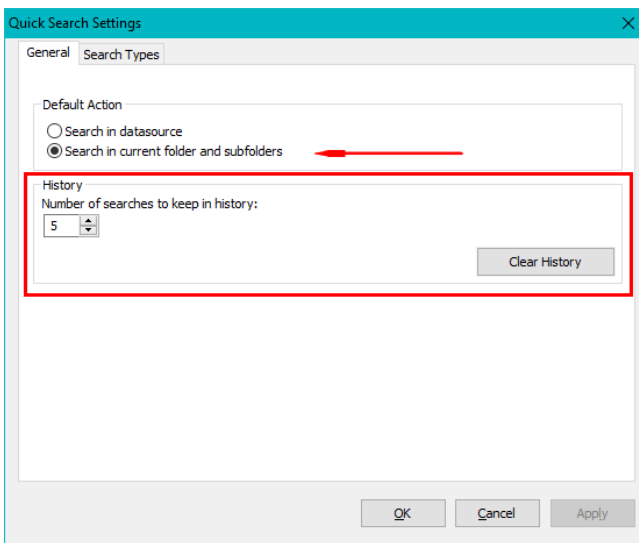 Quick Search Settings
General Search Types
Default Action
Search in datasource
Search in current folder and subfolders
History
Number of searches to keep in history:
5
Clear History
OK Cancel Apply